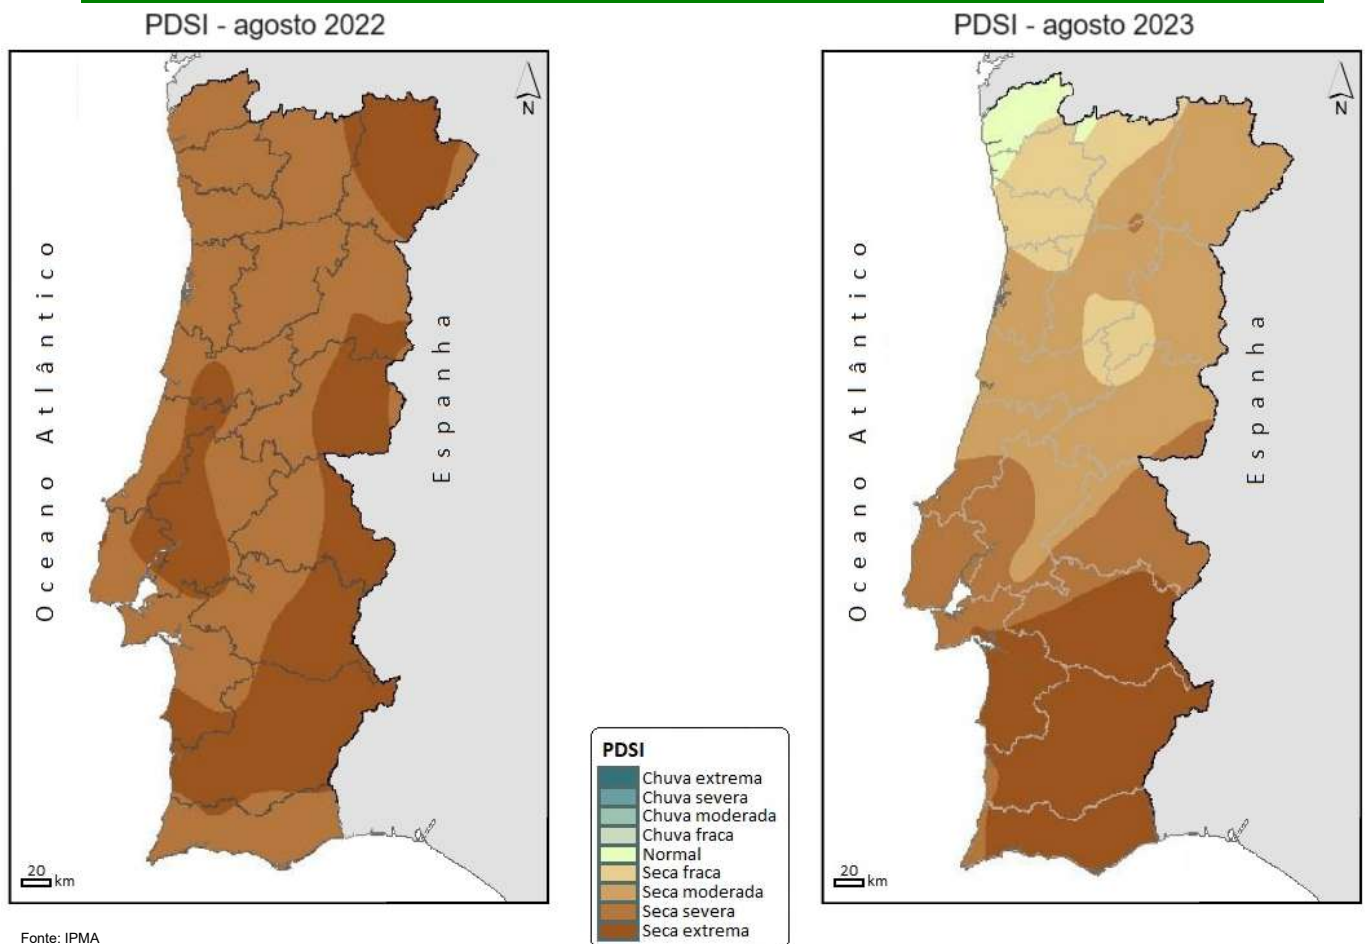 PDSI - agosto 2022
N
Oceano Atlântico
Espanha
20
km
PDSI - agosto 2023
N
Oceano Atlântico
Espanha
20
km
PDSI
Chuva extrema
Chuva severa
Chuva moderada
Chuva fraca
Normal
Seca fraca
Seca moderada
Seca severa
Seca extrema
Fonte: IPMA